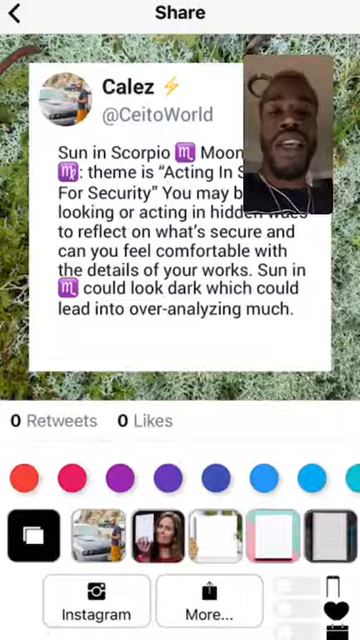 Share
Calez ⚡
@CeitoWorld
Sun in Scorpio ♏ Moon
♍: theme is “Acting In S
For Security” You may b
looking or acting in hidden
to reflect on what’s secure and
can you feel comfortable with
the details of your works. Sun in
♏ could look dark which could
lead into over-analyzing much.
0 Retweets 0 Likes
Instagram
More...